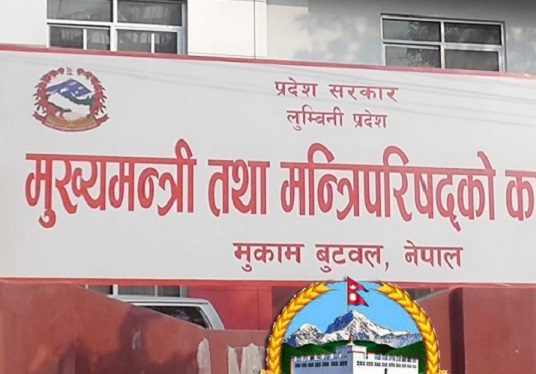 प्रदेश सरकार
लुम्बिनी प्रदेश
मुख्यमन्त्री तथा मन्त्रिपरिषद्को
मुकाम बुटवल, नेपाल